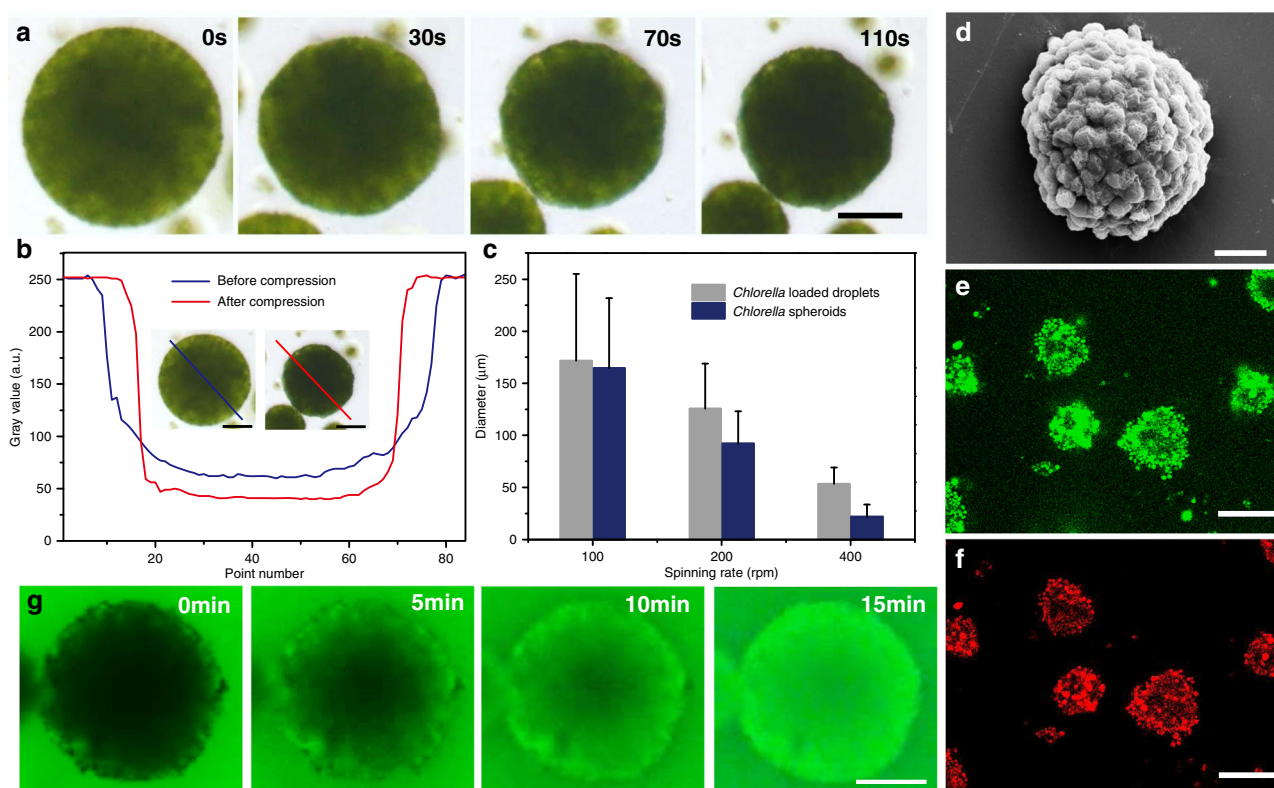 a
0s
30s
70s
110s
b
250
200
150
100
50
0
Gray value (a.u.)
Before compression
After compression
20
40
60
80
Point number
c
250
200
150
100
50
0
Diameter (μm)
Chlorella loaded droplets
Chlorella spheroids
100
200
400
Spinning rate (rpm)
d
e
f
g
0min
5min
10min
15min